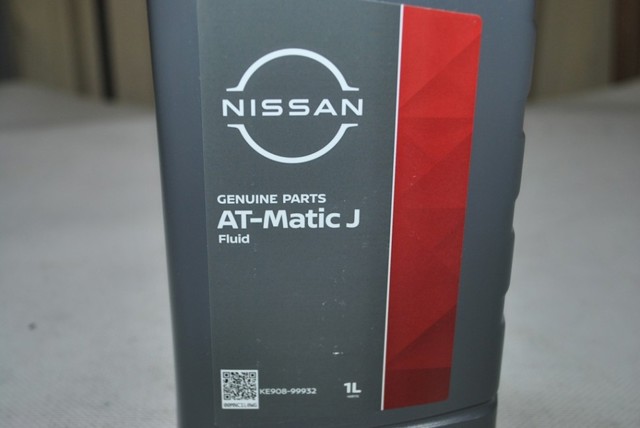 NISSAN
GENUINE PARTS
AT-Matic J
Fluid
KE908-99932
1L